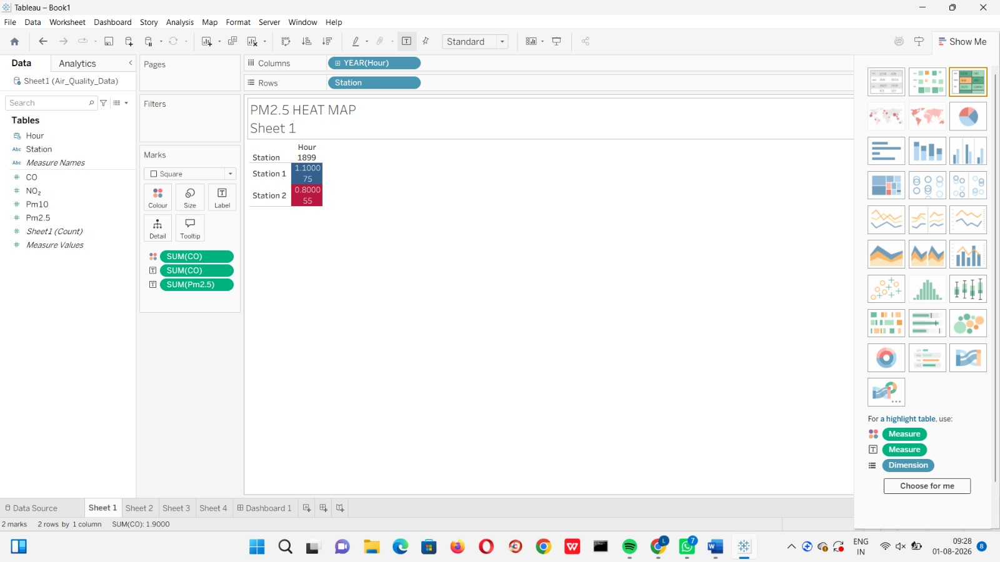 Tableau – Book1
File Data Worksheet Dashboard Story Analysis Map Format Server Window Help
Standard
Show Me
Data Analytics
Sheet1 (Air_Quality_Data)
Search
Tables
Hour
Abc Station
Abc Measure Names
# CO
# NO₂
# Pm10
# Pm2.5
# Sheet1 (Count)
# Measure Values
Pages
Filters
Marks
Square
Colour Size Label
Detail Tooltip
SUM(CO)
SUM(CO)
SUM(Pm2.5)
Columns YEAR(Hour)
Rows Station
PM2.5 HEAT MAP
Sheet 1
Hour
Station 1899
Station 1 1.1000
75
Station 2 0.8000
55
For a highlight table, use:
Measure
Measure
Dimension
Choose for me
Data Source Sheet 1 Sheet 2 Sheet 3 Sheet 4 Dashboard 1
2 marks 2 rows by 1 column SUM(CO): 1.9000
L
7
ENG
IN
09:28
01-08-2026
8